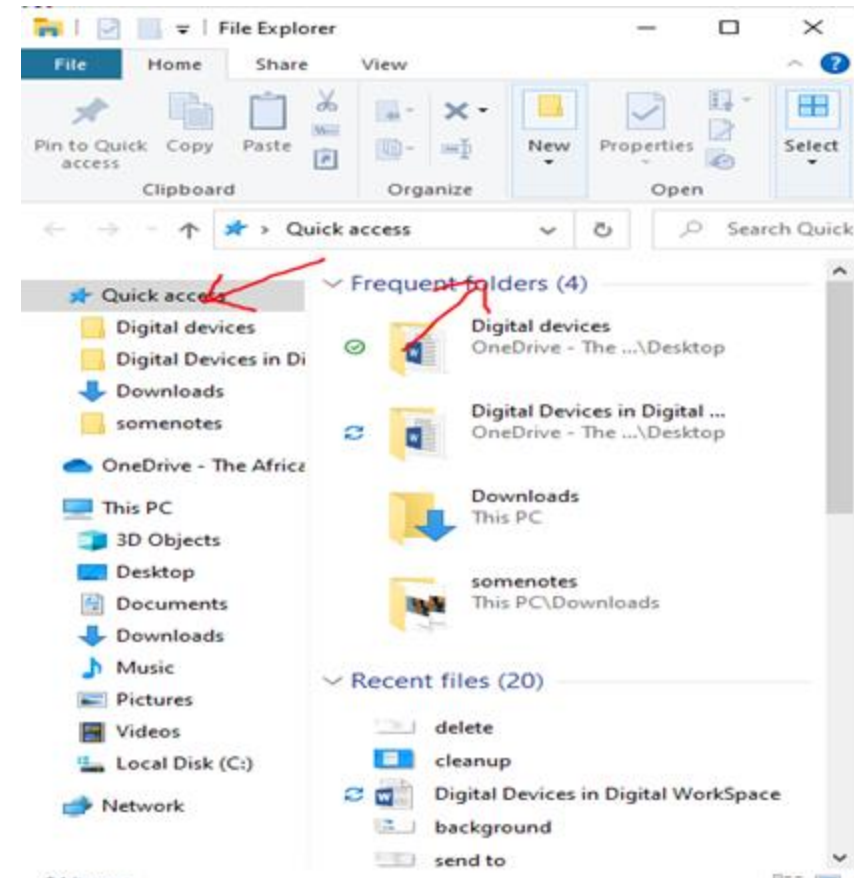 File Explorer
File Home Share View
Pin to Quick access
Copy
Paste
New
Properties
Select
Clipboard
Organize
Open
Quick access
Search Quick
Quick access
Digital devices
Digital Devices in Di
Downloads
somenotes
OneDrive - The Africa
This PC
3D Objects
Desktop
Documents
Downloads
Music
Pictures
Videos
Local Disk (C:)
Network
Frequent folders (4)
Digital devices
OneDrive - The ...\Desktop
Digital Devices in Digital ...
OneDrive - The ...\Desktop
Downloads
This PC
somenotes
This PC\Downloads
Recent files (20)
delete
cleanup
Digital Devices in Digital WorkSpace
background
send to